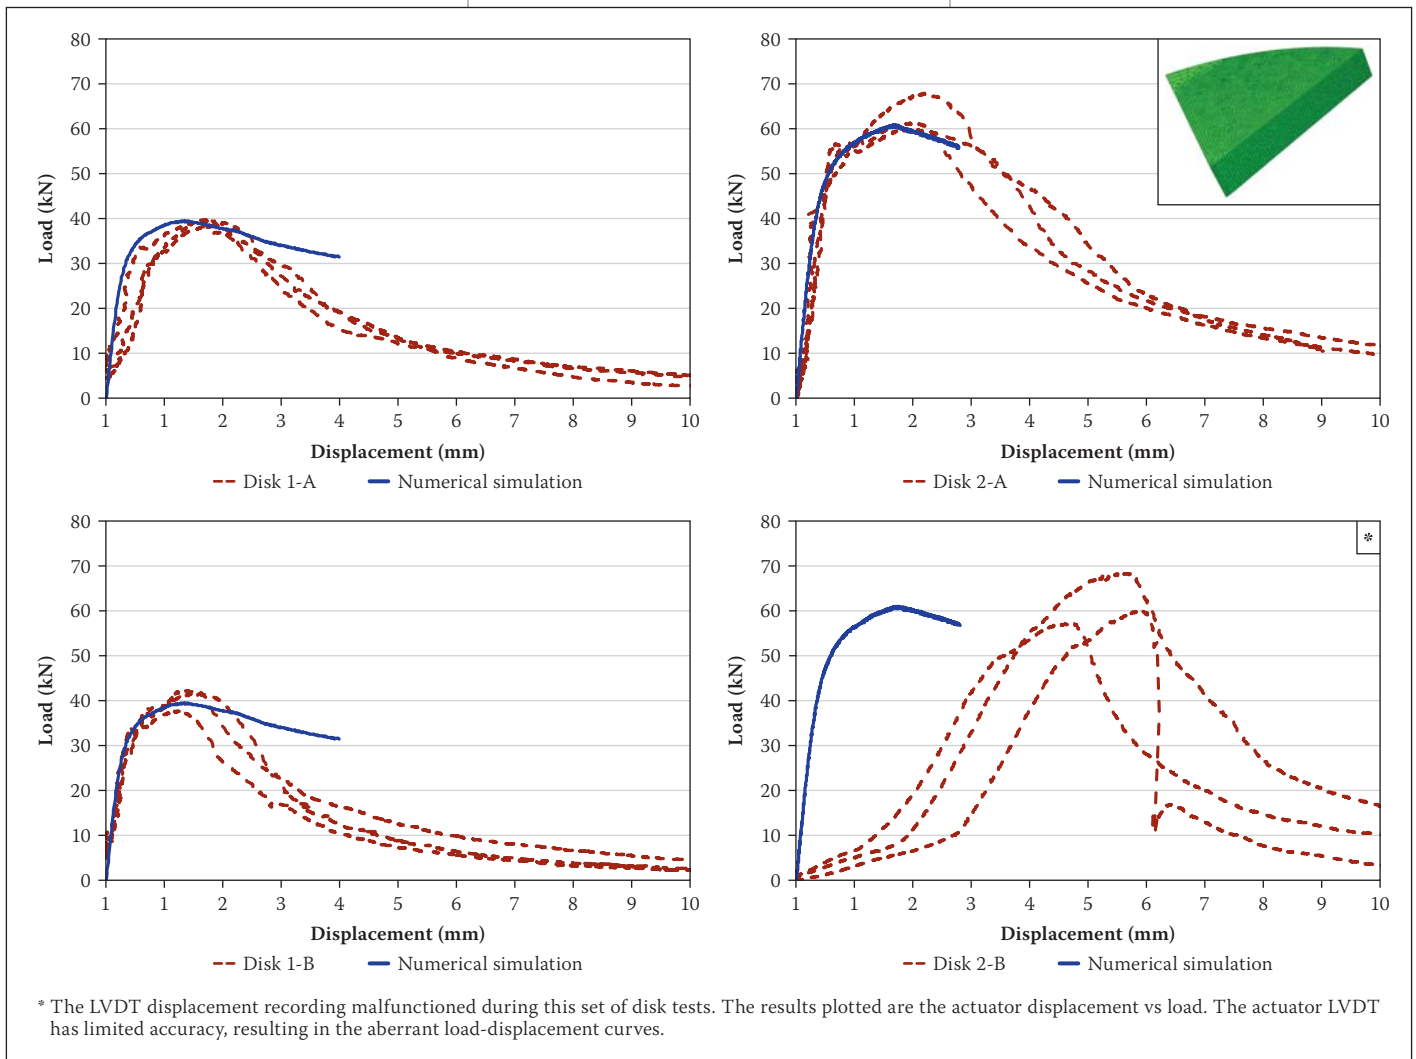 80
70
60
50
40
30
20
10
0
Load (kN)
1 1 2 3 4 5 6 7 8 9 10
Displacement (mm)
Disk 1-A Numerical simulation
80
70
60
50
40
30
20
10
0
Load (kN)
1 1 2 3 4 5 6 7 8 9 10
Displacement (mm)
Disk 2-A Numerical simulation
80
70
60
50
40
30
20
10
0
Load (kN)
1 1 2 3 4 5 6 7 8 9 10
Displacement (mm)
Disk 1-B Numerical simulation
*
80
70
60
50
40
30
20
10
0
Load (kN)
1 1 2 3 4 5 6 7 8 9 10
Displacement (mm)
Disk 2-B Numerical simulation
* The LVDT displacement recording malfunctioned during this set of disk tests. The results plotted are the actuator displacement vs load. The actuator LVDT
has limited accuracy, resulting in the aberrant load-displacement curves.